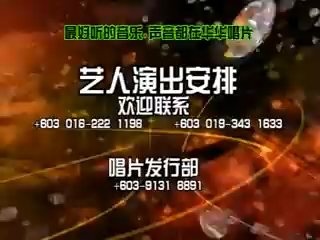 最好听的音乐.声音都在华华唱片
艺人演出安排
欢迎联系
+603 016-222 1198 +603 019-343 1633
唱片发行部
+603-9131 8891